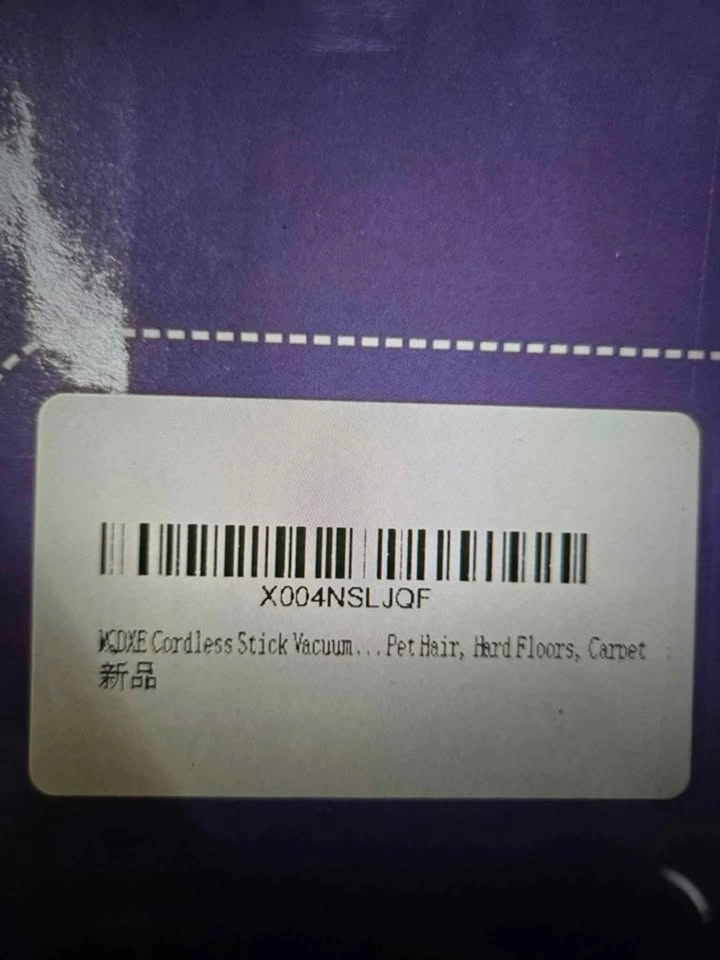 X004NSLJQF
Cordless Stick Vacuum...Pet Hair, Hard Floors, Carpet
新品